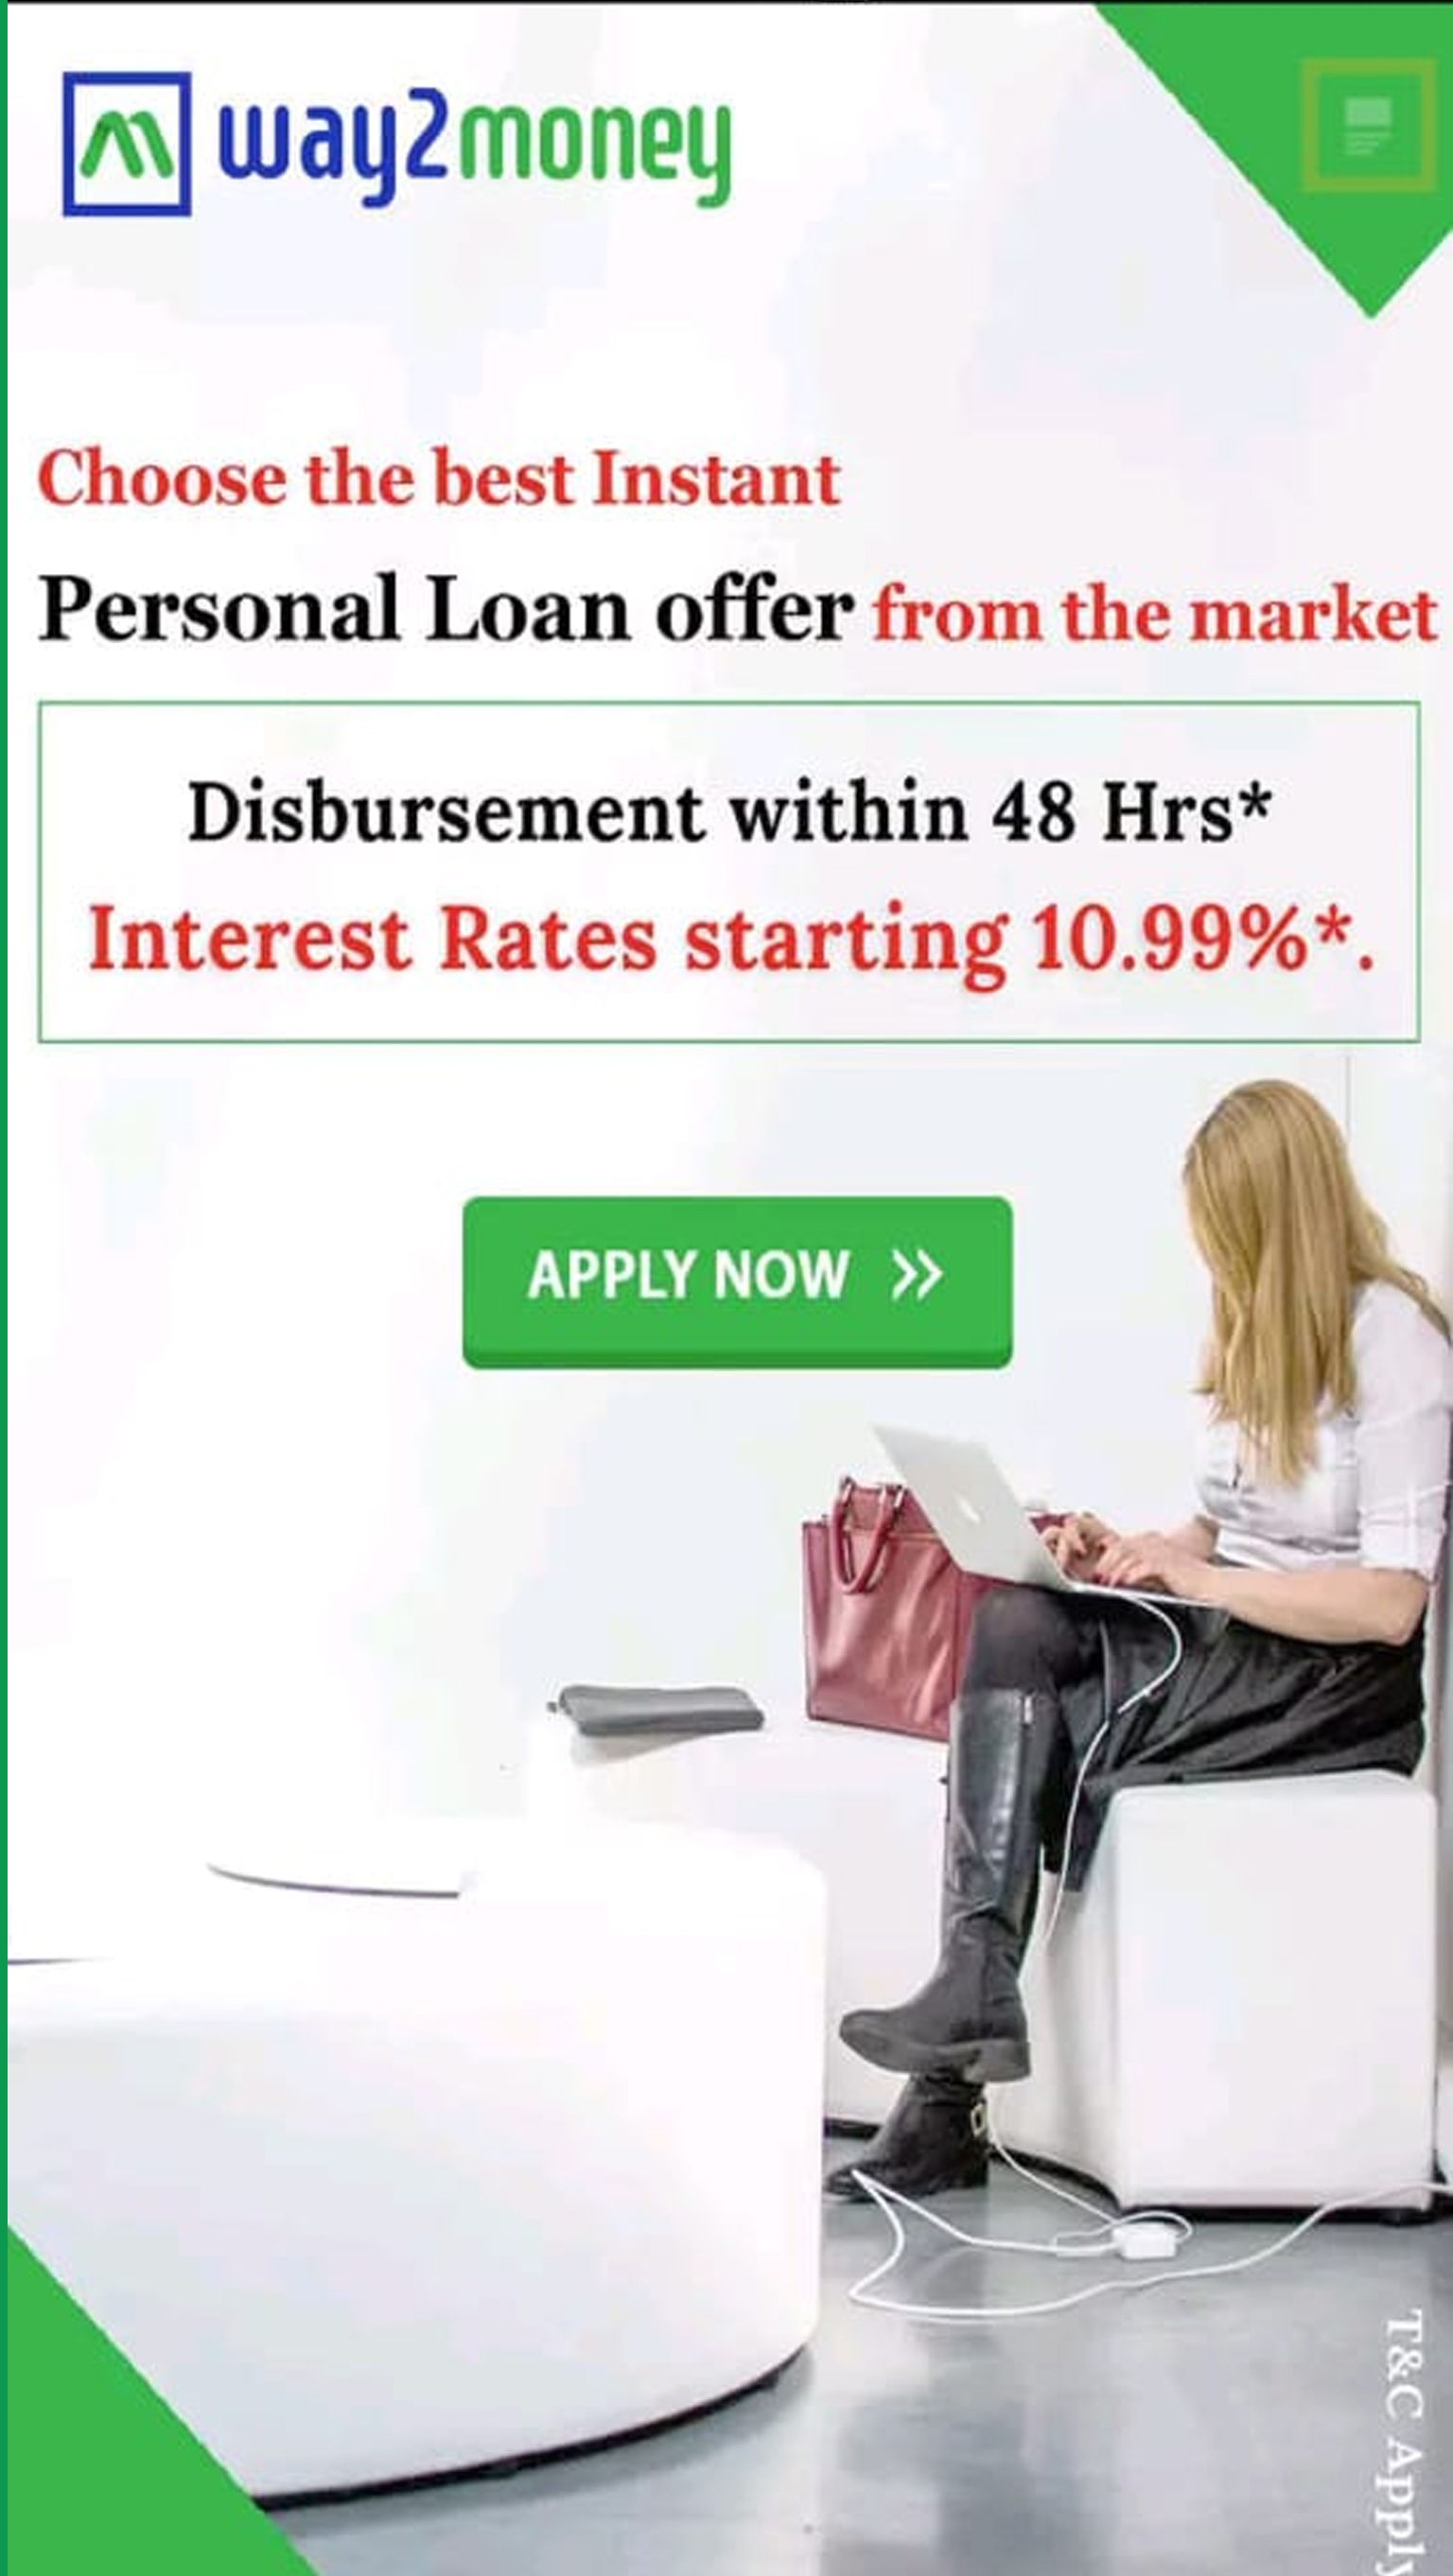 way2money
Choose the best Instant
Personal Loan offer from the market
Disbursement within 48 Hrs*
Interest Rates starting 10.99%*.
APPLY NOW »
T&C Apply